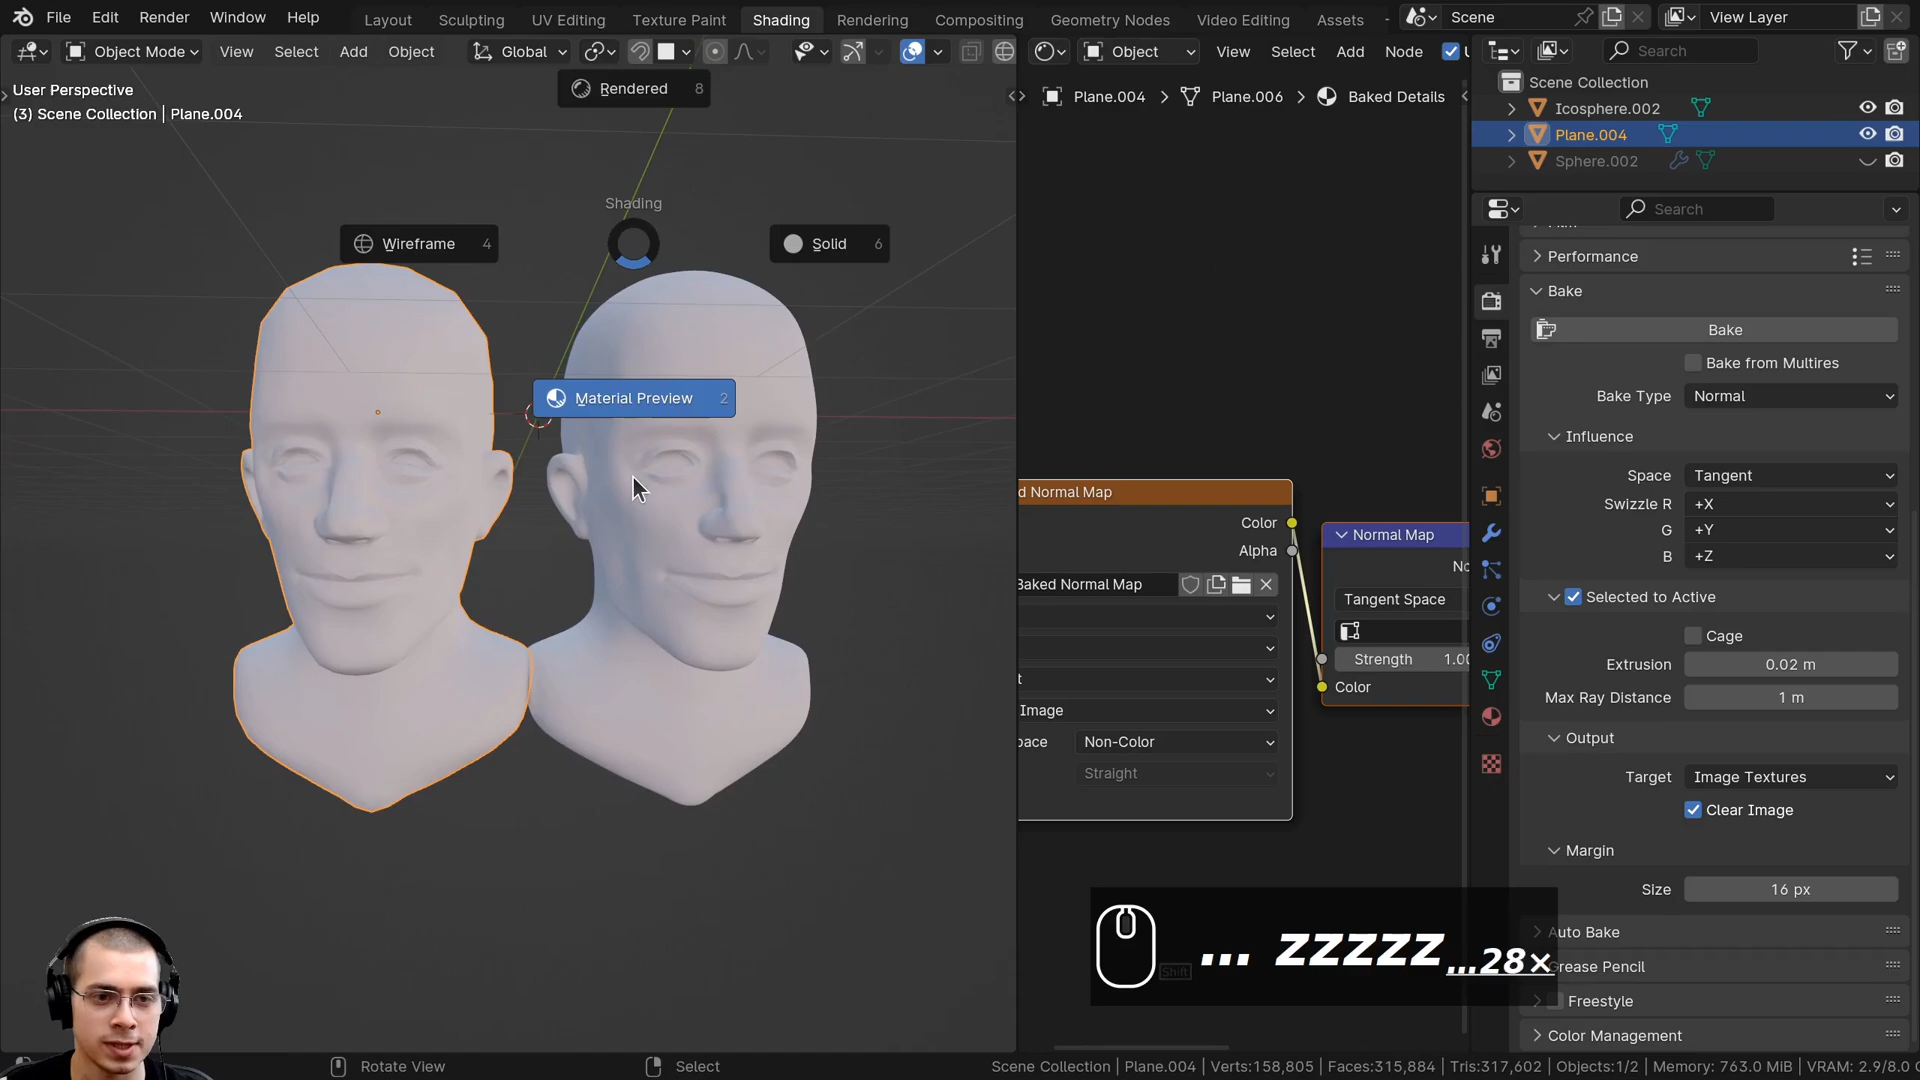 File Edit Render Window Help
Layout Sculpting UV Editing Texture Paint Shading Rendering Compositing Geometry Nodes Video Editing Assets
Scene View Layer
Object Mode View Select Add Object Global
Object View Select Add Node
Search
User Perspective
(3) Scene Collection | Plane.004
Rendered 8
Shading
Wireframe 4
Solid 6
Material Preview 2
Plane.004 > Plane.006 > Baked Details
d Normal Map
Color
Alpha
Baked Normal Map
t
Image
pace Non-Color
Straight
Normal Map
No
Tangent Space
Strength 1.00
Color
Scene Collection
Icosphere.002
Plane.004
Sphere.002
Search
Performance
Bake
Bake
Bake from Multires
Bake Type Normal
Influence
Space Tangent
Swizzle R +X
G +Y
B +Z
Selected to Active
Cage
Extrusion 0.02 m
Max Ray Distance 1 m
Output
Target Image Textures
Clear Image
Margin
Size 16 px
Auto Bake
Grease Pencil
Freestyle
Color Management
Shift ... zzzzz...28×
Rotate View Select
Scene Collection | Plane.004 | Verts:158,805 | Faces:315,884 | Tris:317,602 | Objects:1/2 | Memory: 763.0 MiB | VRAM: 2.9/8.0